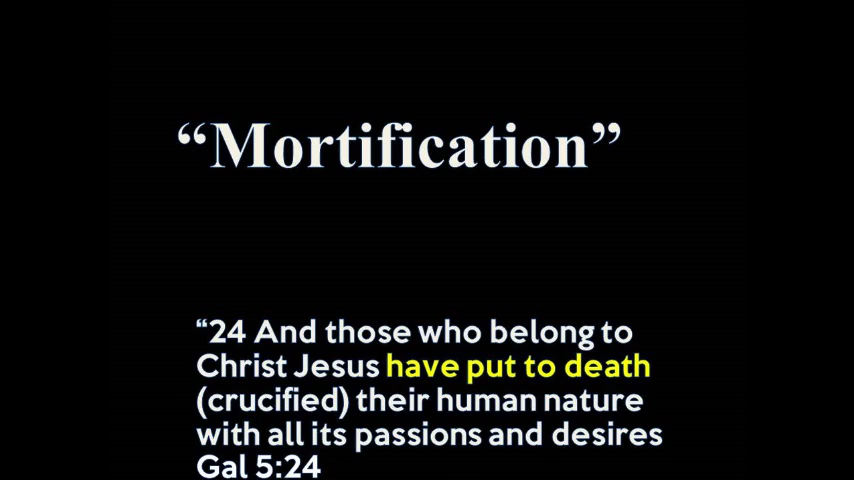 “Mortification”
“24 And those who belong to
Christ Jesus have put to death
(crucified) their human nature
with all its passions and desires
Gal 5:24